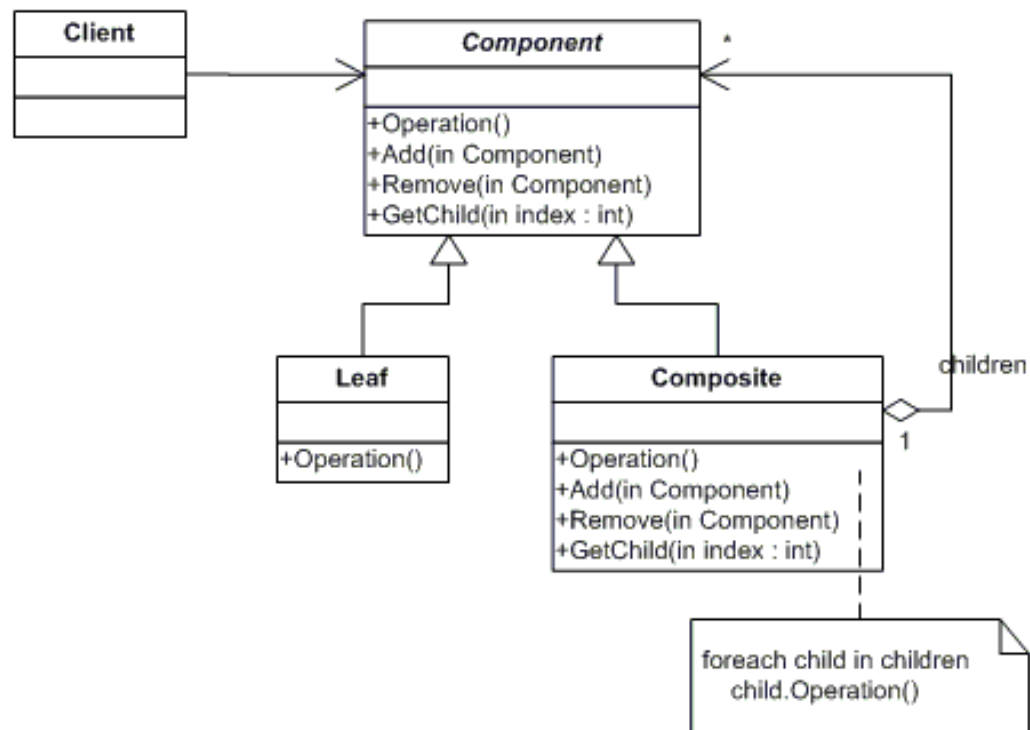 Client
Component
*
+Operation()
+Add(in Component)
+Remove(in Component)
+GetChild(in index : int)
children
Leaf
+Operation()
Composite
1
+Operation()
+Add(in Component)
+Remove(in Component)
+GetChild(in index : int)
foreach child in children
child.Operation()